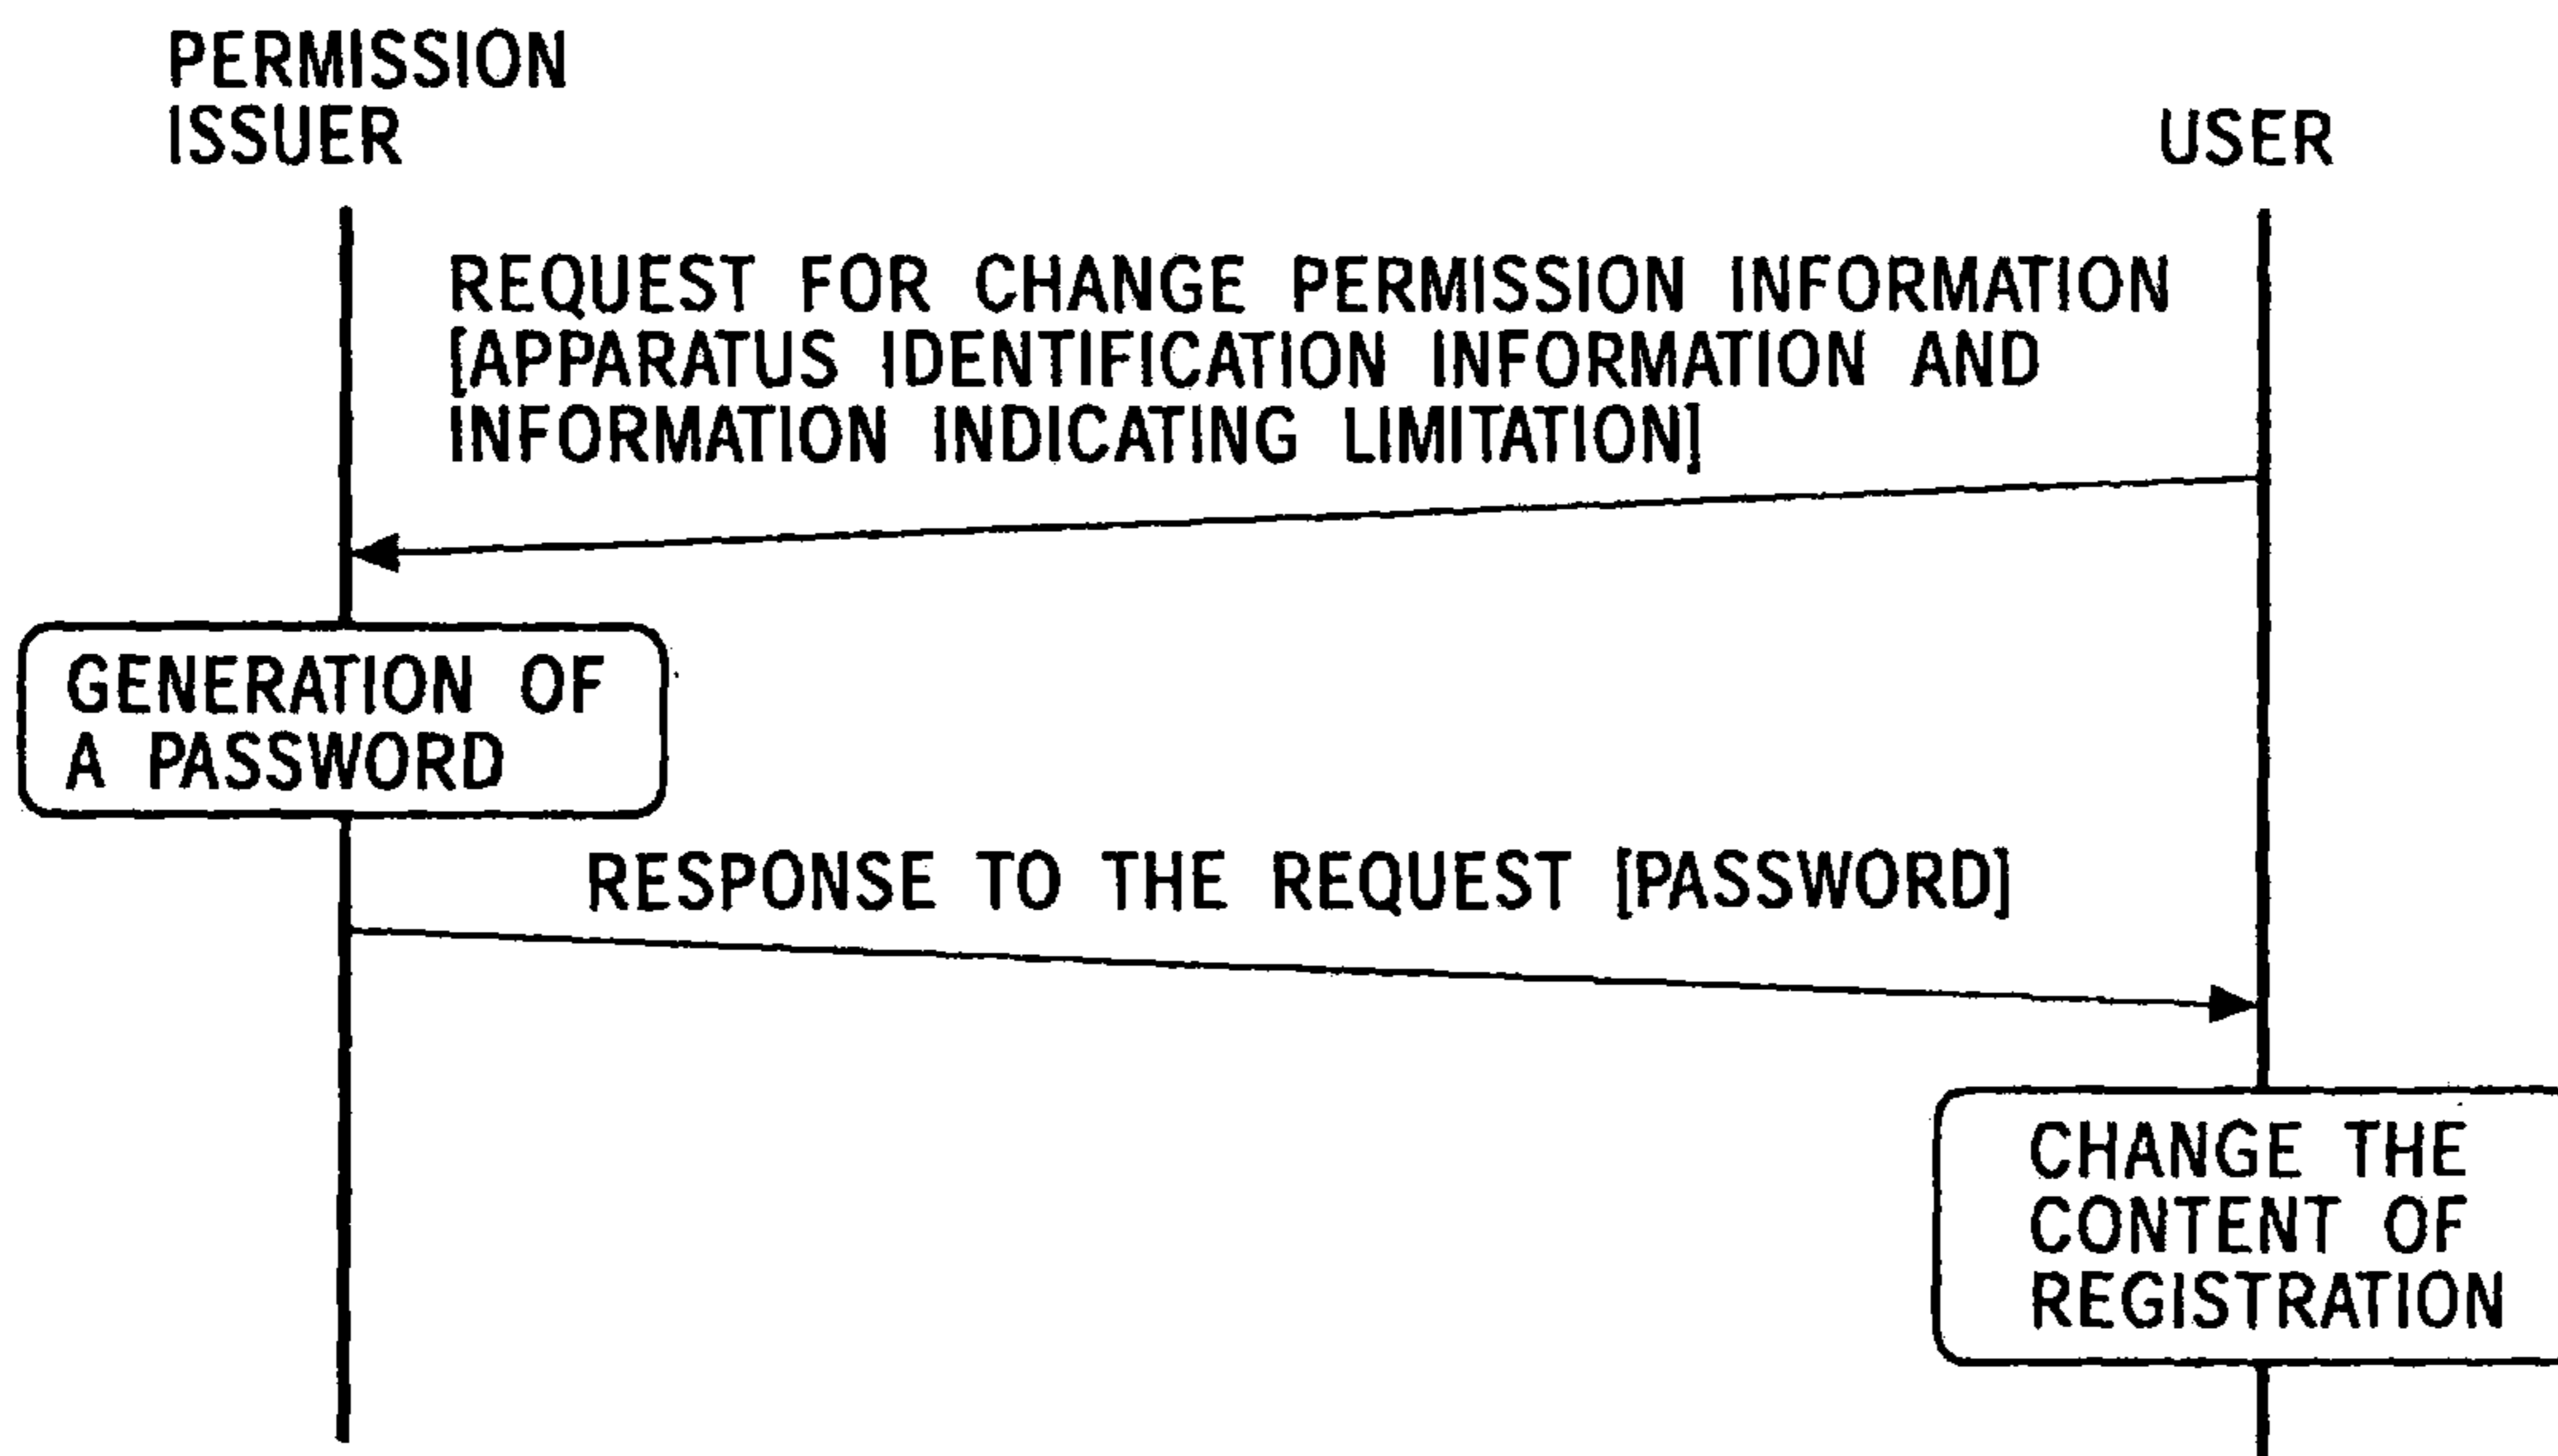 PERMISSION
ISSUER
USER
REQUEST FOR CHANGE PERMISSION INFORMATION
[APPARATUS IDENTIFICATION INFORMATION AND
INFORMATION INDICATING LIMITATION]
GENERATION OF
A PASSWORD
RESPONSE TO THE REQUEST [PASSWORD]
CHANGE THE
CONTENT OF
REGISTRATION